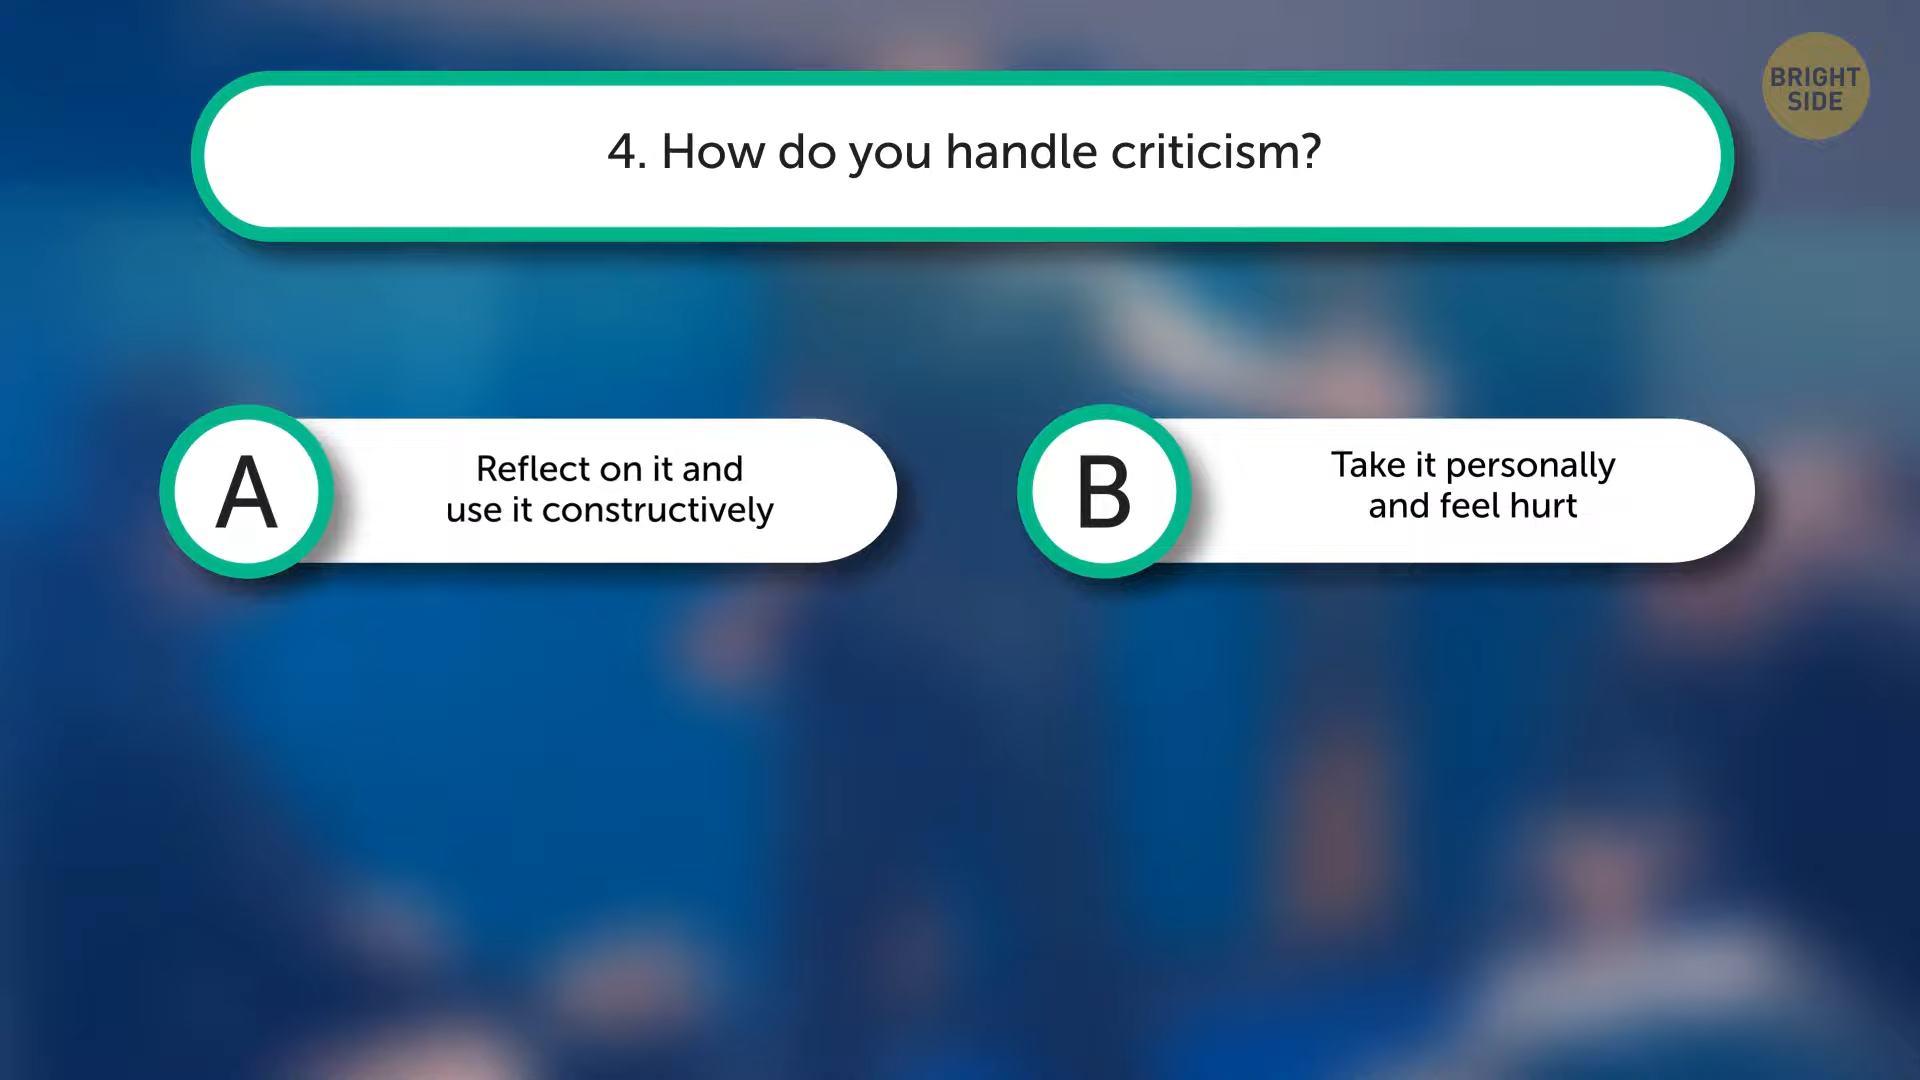 BRIGHT
SIDE
4. How do you handle criticism?
A
Reflect on it and
use it constructively
B
Take it personally
and feel hurt